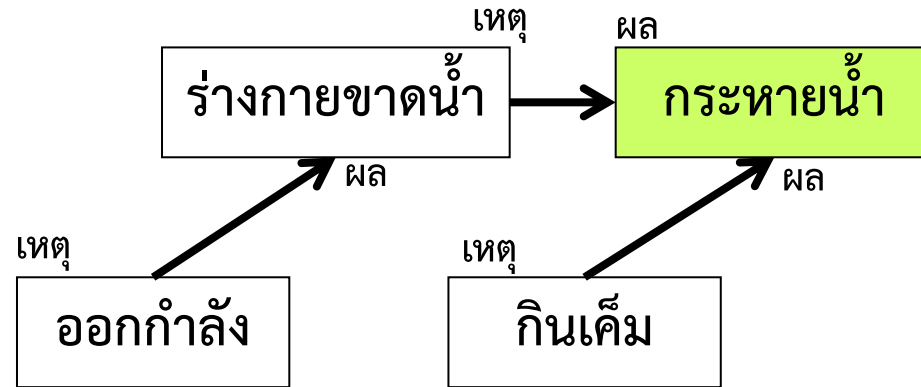 เหตุ ผล
ร่างกายขาดน้ำ กระหายน้ำ
ผล ผล
เหตุ เหตุ
ออกกำลัง กินเค็ม